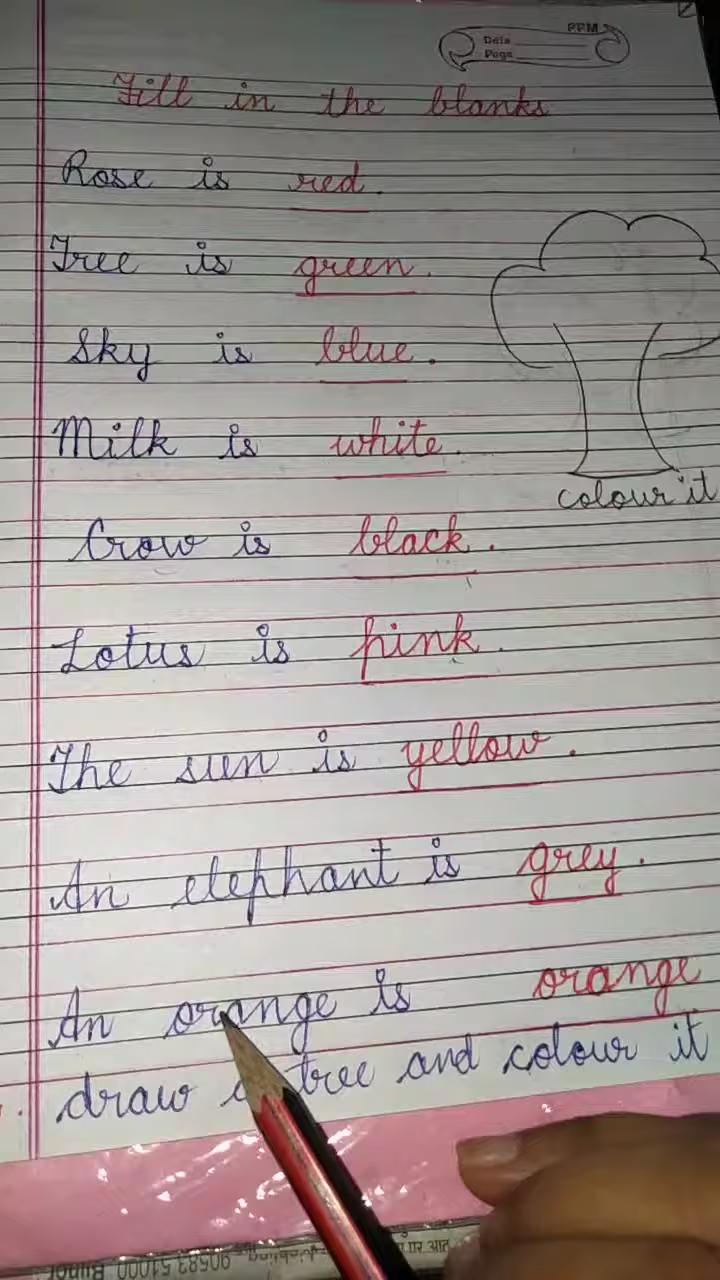 PPM
Date
Page
Fill in the blanks
Rose is red.
Tree is green.
Sky is blue.
Milk is white.
colour it
Crow is black.
Lotus is pink.
The sun is yellow.
An elephant is grey.
An orange is orange
draw a tree and colour it
90583 51000